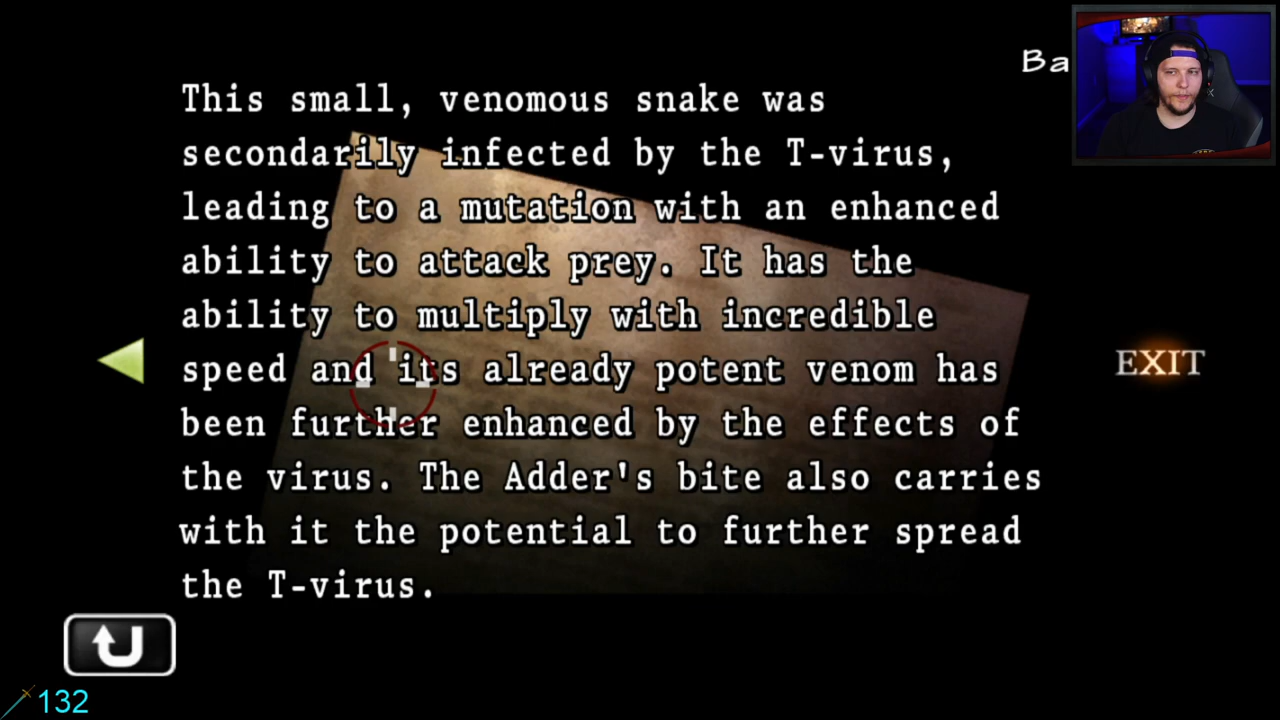 Ba
This small, venomous snake was
secondarily infected by the T-virus,
leading to a mutation with an enhanced
ability to attack prey. It has the
ability to multiply with incredible
speed and its already potent venom has
been further enhanced by the effects of
the virus. The Adder's bite also carries
with it the potential to further spread
the T-virus.
EXIT
132